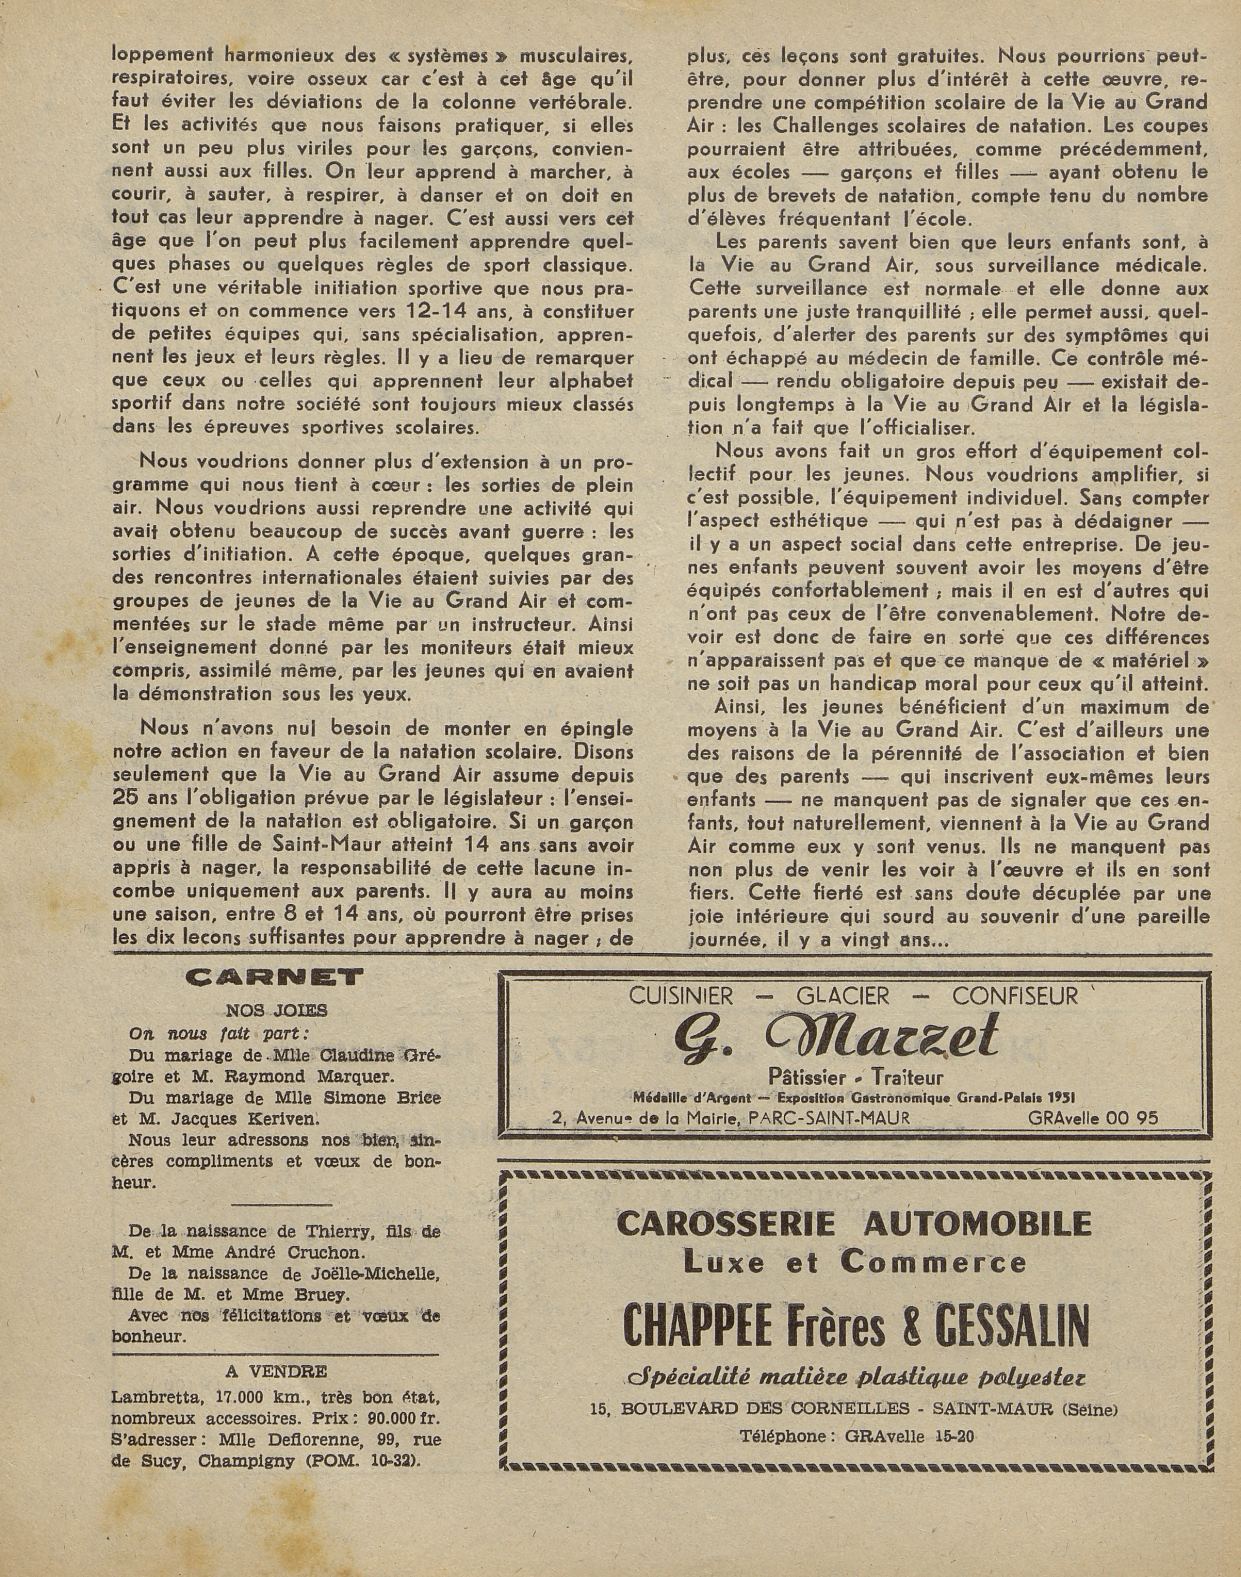 loppement harmonieux des « systèmes » musculaires,
respiratoires, voire osseux car c'est à cet âge qu'il
faut éviter les déviations de la colonne vertébrale.
Et les activités que nous faisons pratiquer, si elles
sont un peu plus viriles pour les garçons, convien-
nent aussi aux filles. On leur apprend à marcher, à
courir, à sauter, à respirer, à danser et on doit en
tout cas leur apprendre à nager. C'est aussi vers cet
âge que l'on peut plus facilement apprendre quel-
ques phases ou quelques règles de sport classique.
C'est une véritable initiation sportive que nous pra-
tiquons et on commence vers 12-14 ans, à constituer
de petites équipes qui, sans spécialisation, appren-
nent les jeux et leurs règles. Il y a lieu de remarquer
que ceux ou celles qui apprennent leur alphabet
sportif dans notre société sont toujours mieux classés
dans les épreuves sportives scolaires.
Nous voudrions donner plus d'extension à un pro-
gramme qui nous tient à cœur : les sorties de plein
air. Nous voudrions aussi reprendre une activité qui
avait obtenu beaucoup de succès avant guerre : les
sorties d'initiation. A cette époque, quelques gran-
des rencontres internationales étaient suivies par des
groupes de jeunes de la Vie au Grand Air et com-
mentées sur le stade même par un instructeur. Ainsi
l'enseignement donné par les moniteurs était mieux
compris, assimilé même, par les jeunes qui en avaient
la démonstration sous les yeux.
Nous n'avons nul besoin de monter en épingle
notre action en faveur de la natation scolaire. Disons
seulement que la Vie au Grand Air assume depuis
25 ans l'obligation prévue par le législateur : l'ensei-
gnement de la natation est obligatoire. Si un garçon
ou une fille de Saint-Maur atteint 14 ans sans avoir
appris à nager, la responsabilité de cette lacune in-
combe uniquement aux parents. Il y aura au moins
une saison, entre 8 et 14 ans, où pourront être prises
les dix lecons suffisantes pour apprendre à nager ; de
plus, ces leçons sont gratuites. Nous pourrions peut-
être, pour donner plus d'intérêt à cette œuvre, re-
prendre une compétition scolaire de la Vie au Grand
Air : les Challenges scolaires de natation. Les coupes
pourraient être attribuées, comme précédemment,
aux écoles — garçons et filles — ayant obtenu le
plus de brevets de natation, compte tenu du nombre
d'élèves fréquentant l'école.
Les parents savent bien que leurs enfants sont, à
la Vie au Grand Air, sous surveillance médicale.
Cette surveillance est normale et elle donne aux
parents une juste tranquillité ; elle permet aussi, quel-
quefois, d'alerter des parents sur des symptômes qui
ont échappé au médecin de famille. Ce contrôle mé-
dical — rendu obligatoire depuis peu — existait de-
puis longtemps à la Vie au Grand Air et la législa-
tion n'a fait que l'officialiser.
Nous avons fait un gros effort d'équipement col-
lectif pour les jeunes. Nous voudrions amplifier, si
c'est possible, l'équipement individuel. Sans compter
l'aspect esthétique — qui n'est pas à dédaigner —
il y a un aspect social dans cette entreprise. De jeu-
nes enfants peuvent souvent avoir les moyens d'être
équipés confortablement ; mais il en est d'autres qui
n'ont pas ceux de l'être convenablement. Notre de-
voir est donc de faire en sorte que ces différences
n'apparaissent pas et que ce manque de « matériel »
ne soit pas un handicap moral pour ceux qu'il atteint.
Ainsi, les jeunes bénéficient d'un maximum de
moyens à la Vie au Grand Air. C'est d'ailleurs une
des raisons de la pérennité de l'association et bien
que des parents — qui inscrivent eux-mêmes leurs
enfants — ne manquent pas de signaler que ces en-
fants, tout naturellement, viennent à la Vie au Grand
Air comme eux y sont venus. Ils ne manquent pas
non plus de venir les voir à l'œuvre et ils en sont
fiers. Cette fierté est sans doute décuplée par une
joie intérieure qui sourd au souvenir d'une pareille
journée, il y a vingt ans...
CARNET
NOS JOIES
On nous fait part :
Du mariage de Mlle Claudine Gré-
goire et M. Raymond Marquer.
Du mariage de Mlle Simone Brice
et M. Jacques Keriven.
Nous leur adressons nos bien, sin-
cères compliments et vœux de bon-
heur.
De la naissance de Thierry, fils de
M. et Mme André Cruchon.
De la naissance de Joëlle-Michelle,
fille de M. et Mme Bruey.
Avec nos félicitations et vœux de
bonheur.
A VENDRE
Lambretta, 17.000 km., très bon état,
nombreux accessoires. Prix : 90.000 fr.
S'adresser : Mlle Deflorenne, 99, rue
de Sucy, Champigny (POM. 10-32).
CUISINIER — GLACIER — CONFISEUR
G. Marzet
Pâtissier - Traiteur
Médaille d'Argent — Exposition Gastronomique Grand-Palais 1951
2, Avenue de la Mairie, PARC-SAINT-MAUR GRAvelle 00 95
CAROSSERIE AUTOMOBILE
Luxe et Commerce
CHAPPEE Frères & GESSALIN
Spécialité matière plastique polyester
15, BOULEVARD DES CORNEILLES - SAINT-MAUR (Seine)
Téléphone : GRAvelle 15-20